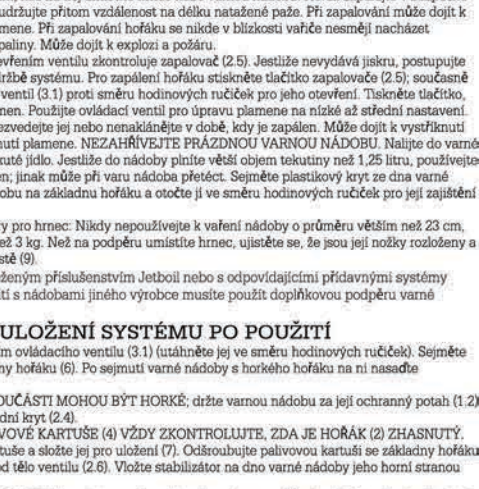 udržujte přitom vzdálenost na délku natažené paže. Při zapalování může dojít k
mene. Při zapalování hořáku se nikde v blízkosti vařiče nesmějí nacházet
paliny. Může dojít k explozi a požáru.
evřením ventilu zkontroluje zapalovač (2.5). Jestliže nevydává jiskru, postupujte
držbě systému. Pro zapálení hořáku stiskněte tlačítko zapalovače (2.5); současně
ventil (3.1) proti směru hodinových ručiček pro jeho otevření. Tiskněte tlačítko,
men. Použijte ovládací ventil pro úpravu plamene na nízké až střední nastavení.
ezvedejte jej nebo nenaklánějte v době, kdy je zapálen. Může dojít k vystříknutí
nutí plamene. NEZAHŘÍVEJTE PRÁZDNOU VARNOU NÁDOBU. Nalijte do varné
kuté jídlo. Jestliže do nádoby plníte větší objem tekutiny než 1,25 litru, používejte
en; jinak může při varu nádoba přetéct. Sejměte plastikový kryt ze dna varné
obu na základnu hořáku a otočte jí ve směru hodinových ručiček pro její zajištění
ry pro hrnec: Nikdy nepoužívejte k vaření nádoby o průměru větším než 23 cm,
ež 3 kg. Než na podpěru umístíte hrnec, ujistěte se, že jsou její nožky rozloženy a
stě (9).
ženým příslušenstvím Jetboil nebo s odpovídajícími přídavnými systémy
ití s nádobami jiného výrobce musíte použít doplňkovou podpěru varné
ULOŽENÍ SYSTÉMU PO POUŽITÍ
ím ovládacího ventilu (3.1) (utáhněte jej ve směru hodinových ručiček). Sejměte
ny hořáku (6). Po sejmutí varné nádoby s horkého hořáku na ni nasaďte
OUČÁSTI MOHOU BÝT HORKÉ; držte varnou nádobu za její ochranný potah (1.2)
dní kryt (2.4).
VOVÉ KARTUŠE (4) VŽDY ZKONTROLUJTE, ZDA JE HOŘÁK (2) ZHASNUTÝ.
tuše a složte jej pro uložení (7). Odšroubujte palivovou kartuši se základny hořáku
od tělo ventilu (2.6). Vložte stabilizátor na dno varné nádoby jeho horní stranou